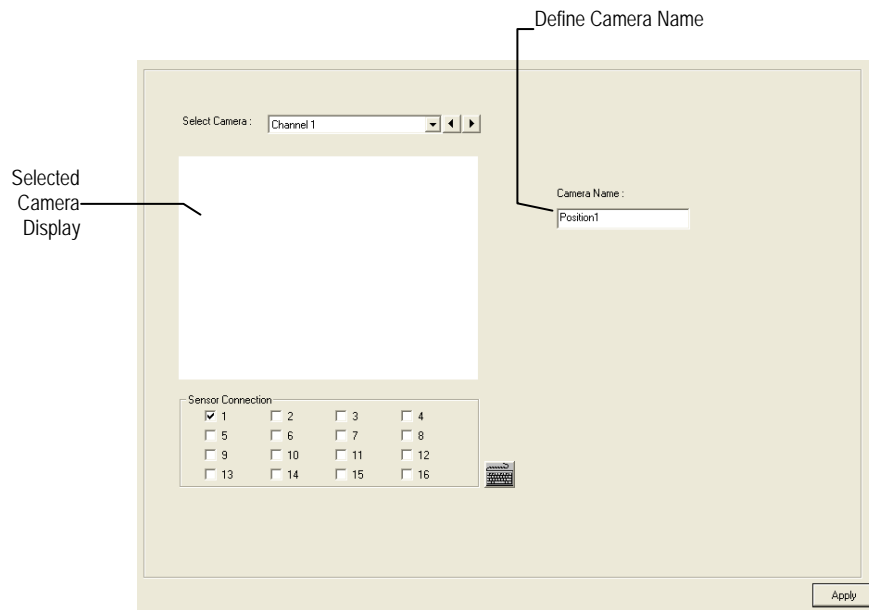 Define Camera Name
Select Camera :
Channel 1
Selected
Camera
Display
Camera Name :
Position1
Sensor Connection
1 2 3 4
5 6 7 8
9 10 11 12
13 14 15 16
Apply